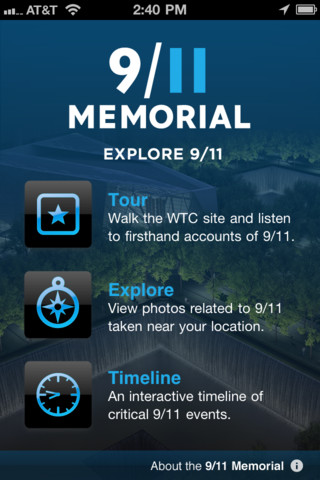 AT&T 2:40 PM
9/11
MEMORIAL
EXPLORE 9/11
Tour
Walk the WTC site and listen
to firsthand accounts of 9/11.
Explore
View photos related to 9/11
taken near your location.
Timeline
An interactive timeline of
critical 9/11 events.
About the 9/11 Memorial i